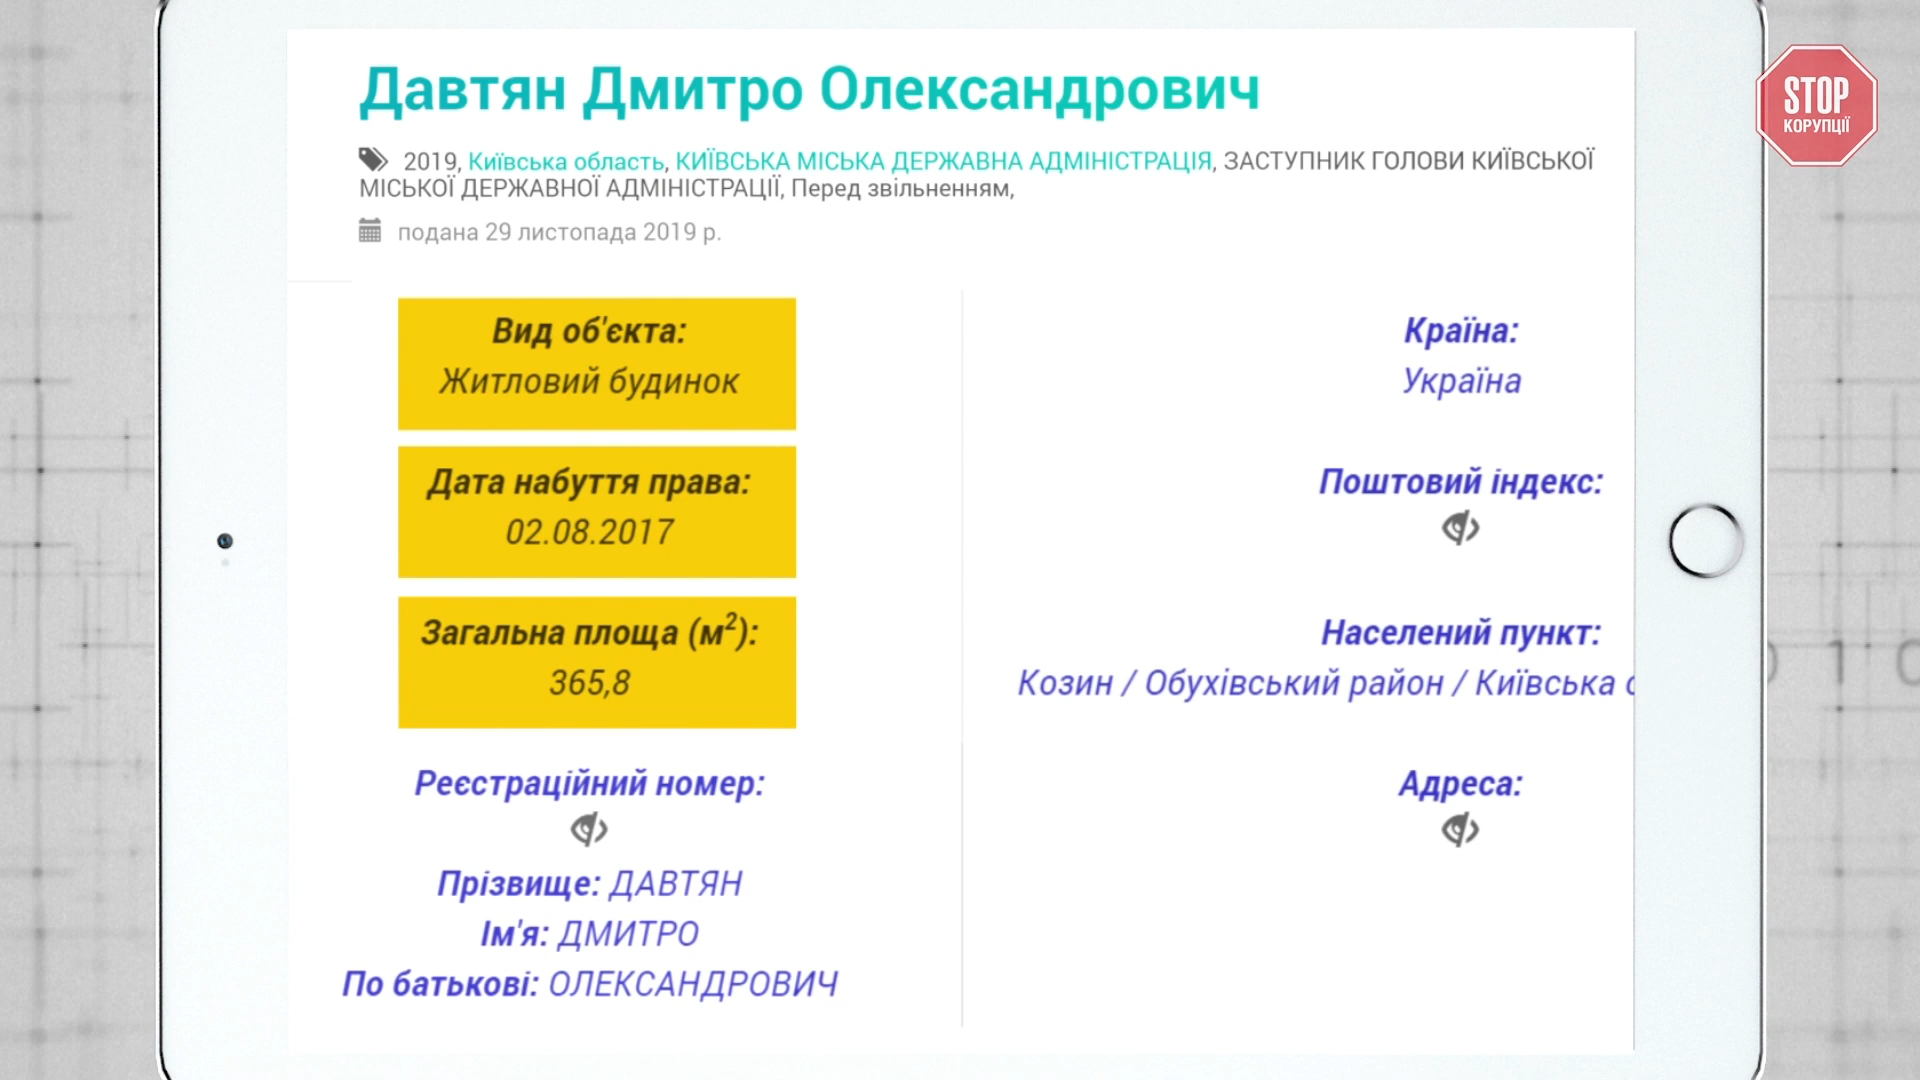 Давтян Дмитро Олександрович
2019, Київська область, КИЇВСЬКА МІСЬКА ДЕРЖАВНА АДМІНІСТРАЦІЯ, ЗАСТУПНИК ГОЛОВИ КИЇВСЬКОЇ
МІСЬКОЇ ДЕРЖАВНОЇ АДМІНІСТРАЦІЇ, Перед звільненням,
подана 29 листопада 2019 р.
STOP
КОРУПЦІЇ
Вид об'єкта:
Житловий будинок
Дата набуття права:
02.08.2017
Загальна площа (м²):
365,8
Реєстраційний номер:
Прізвище: ДАВТЯН
Ім'я: ДМИТРО
По батькові: ОЛЕКСАНДРОВИЧ
Країна:
Україна
Поштовий індекс:
Населений пункт:
Козин / Обухівський район / Київська о
Адреса: